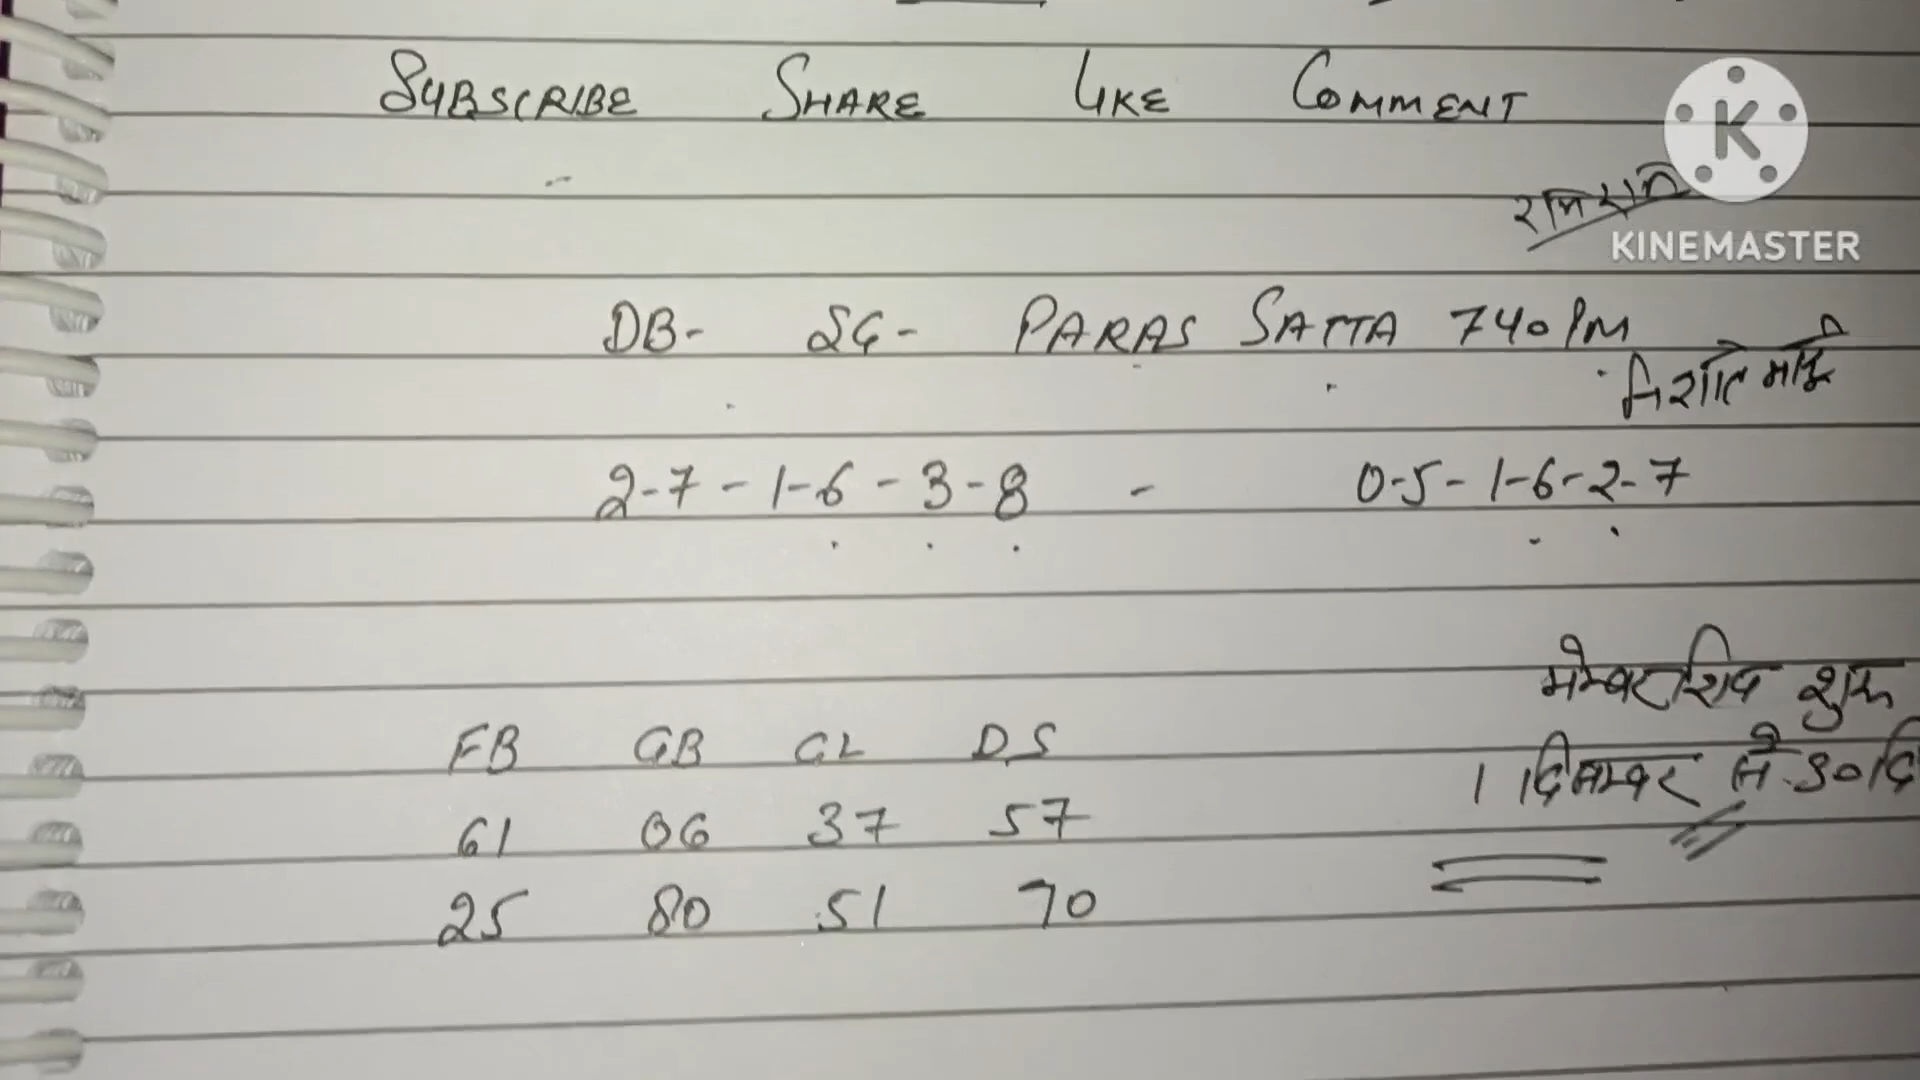 SUBSCRIBE SHARE LIKE COMMENT
KINEMASTER
DB- SG- PARAS SATTA 740 PM
2-7-1-6-3-8 - 0-5-1-6-2-7
मेम्बरशिप शुरू
1 दिसम्बर से 30 दि
FB GB GL DS
61 06 37 57
25 80 51 70